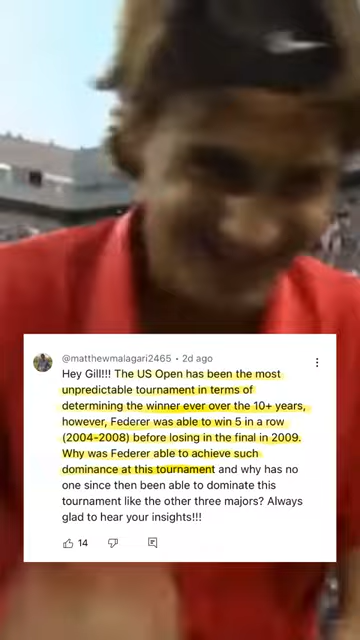 @matthewmalagari2465 • 2d ago
Hey Gill!!! The US Open has been the most
unpredictable tournament in terms of
determining the winner ever over the 10+ years,
however, Federer was able to win 5 in a row
(2004-2008) before losing in the final in 2009.
Why was Federer able to achieve such
dominance at this tournament and why has no
one since then been able to dominate this
tournament like the other three majors? Always
glad to hear your insights!!!
14